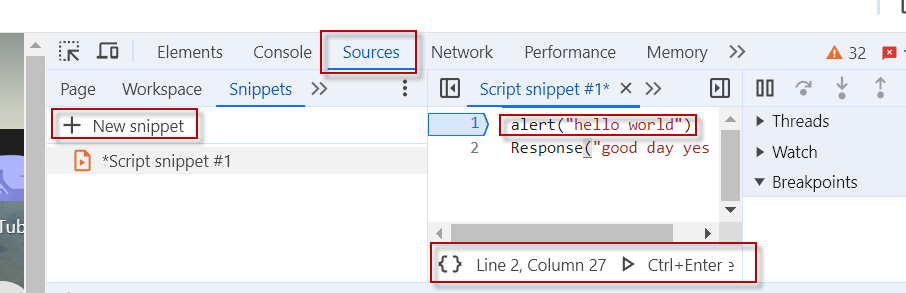 Elements Console Sources Network Performance Memory 32
Page Workspace Snippets Script snippet #1*
New snippet
*Script snippet #1
1 alert("hello world")
2 Response("good day yes
Threads
Watch
Breakpoints
Tub
{} Line 2, Column 27 Ctrl+Enter e